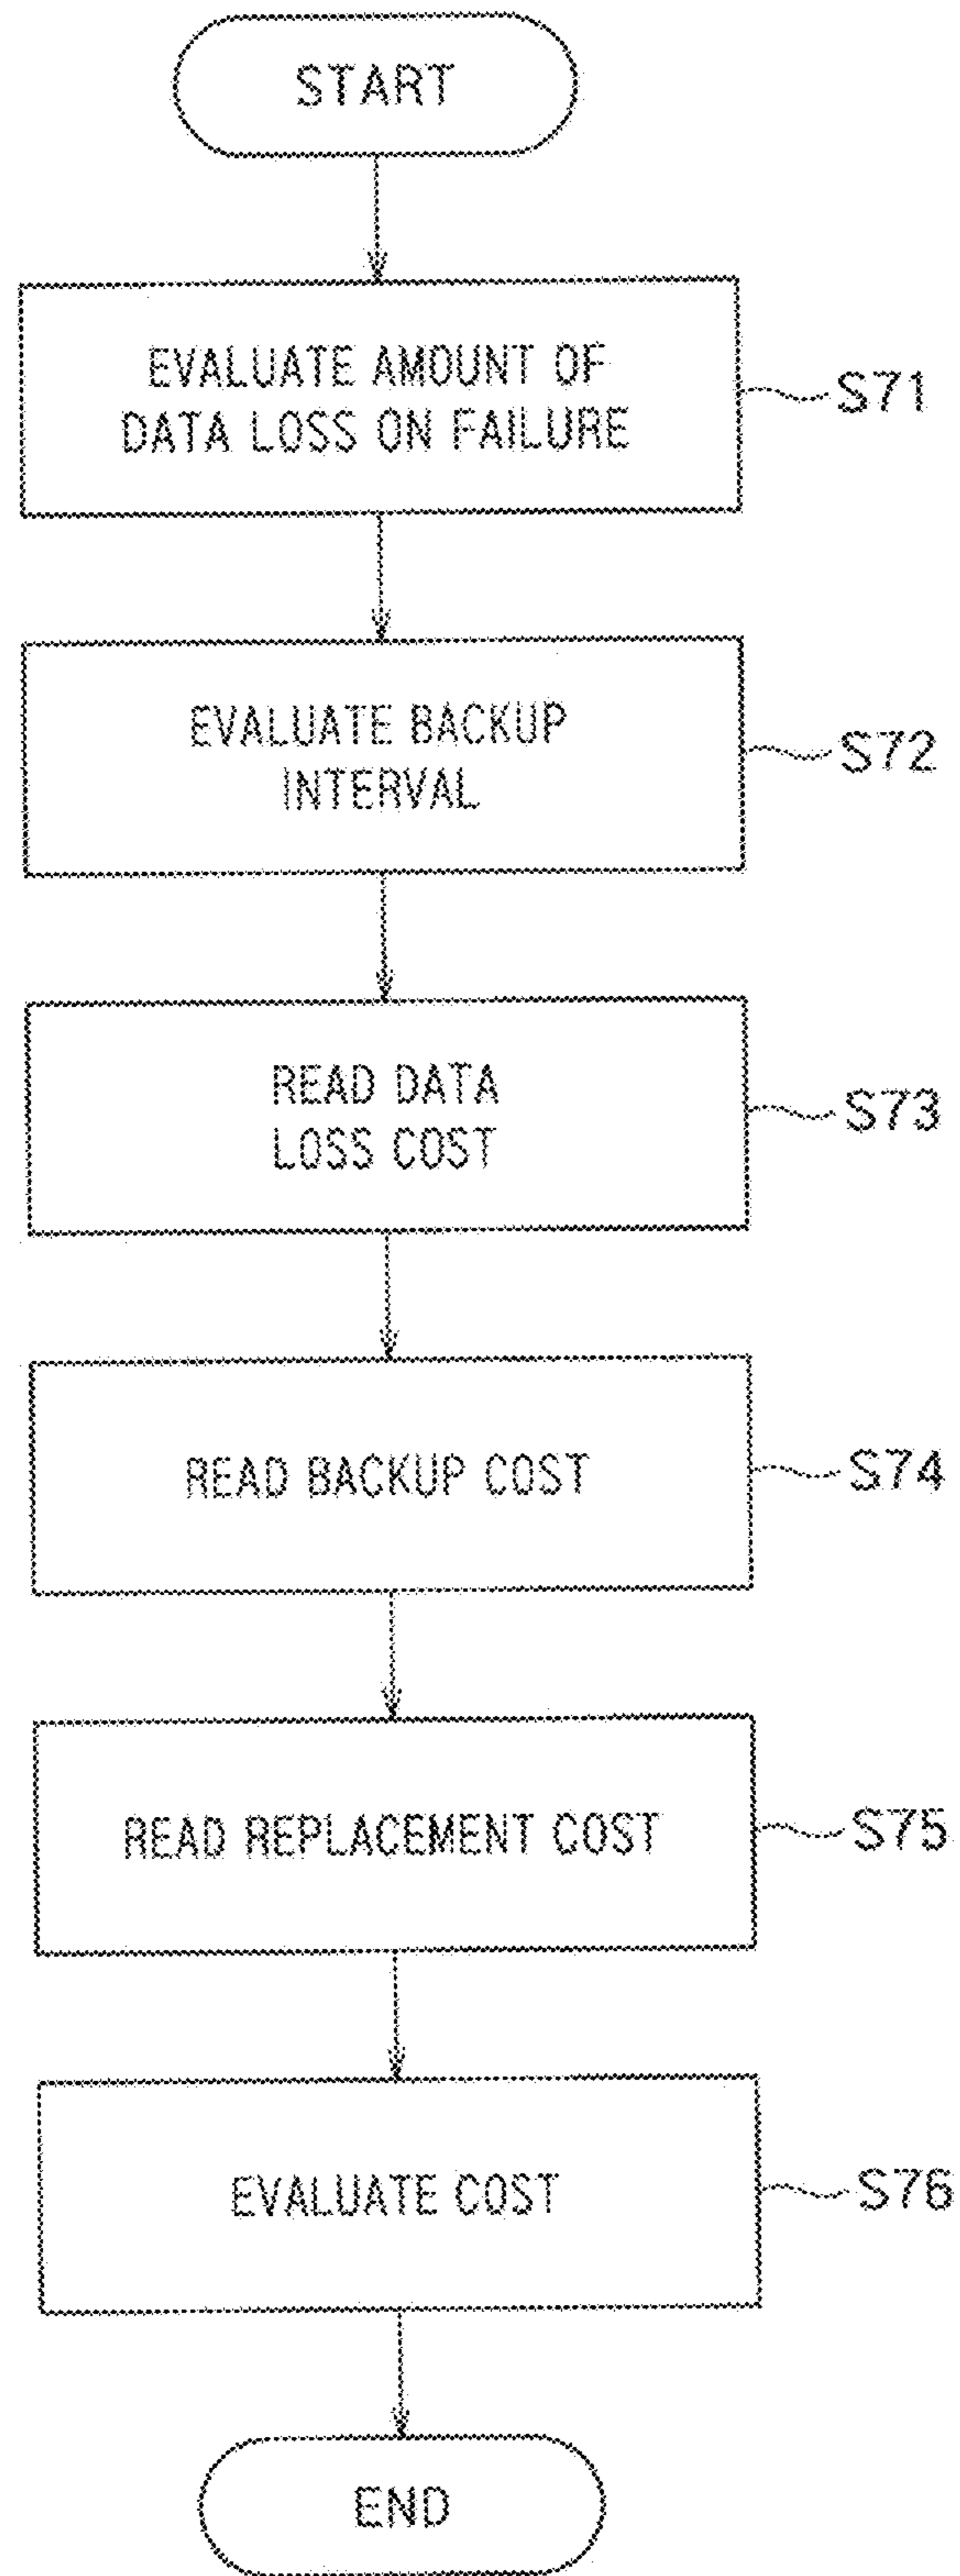 START
EVALUATE AMOUNT OF
DATA LOSS ON FAILURE
S71
EVALUATE BACKUP
INTERVAL
S72
READ DATA
LOSS COST
S73
READ BACKUP COST
S74
READ REPLACEMENT COST
S75
EVALUATE COST
S76
END